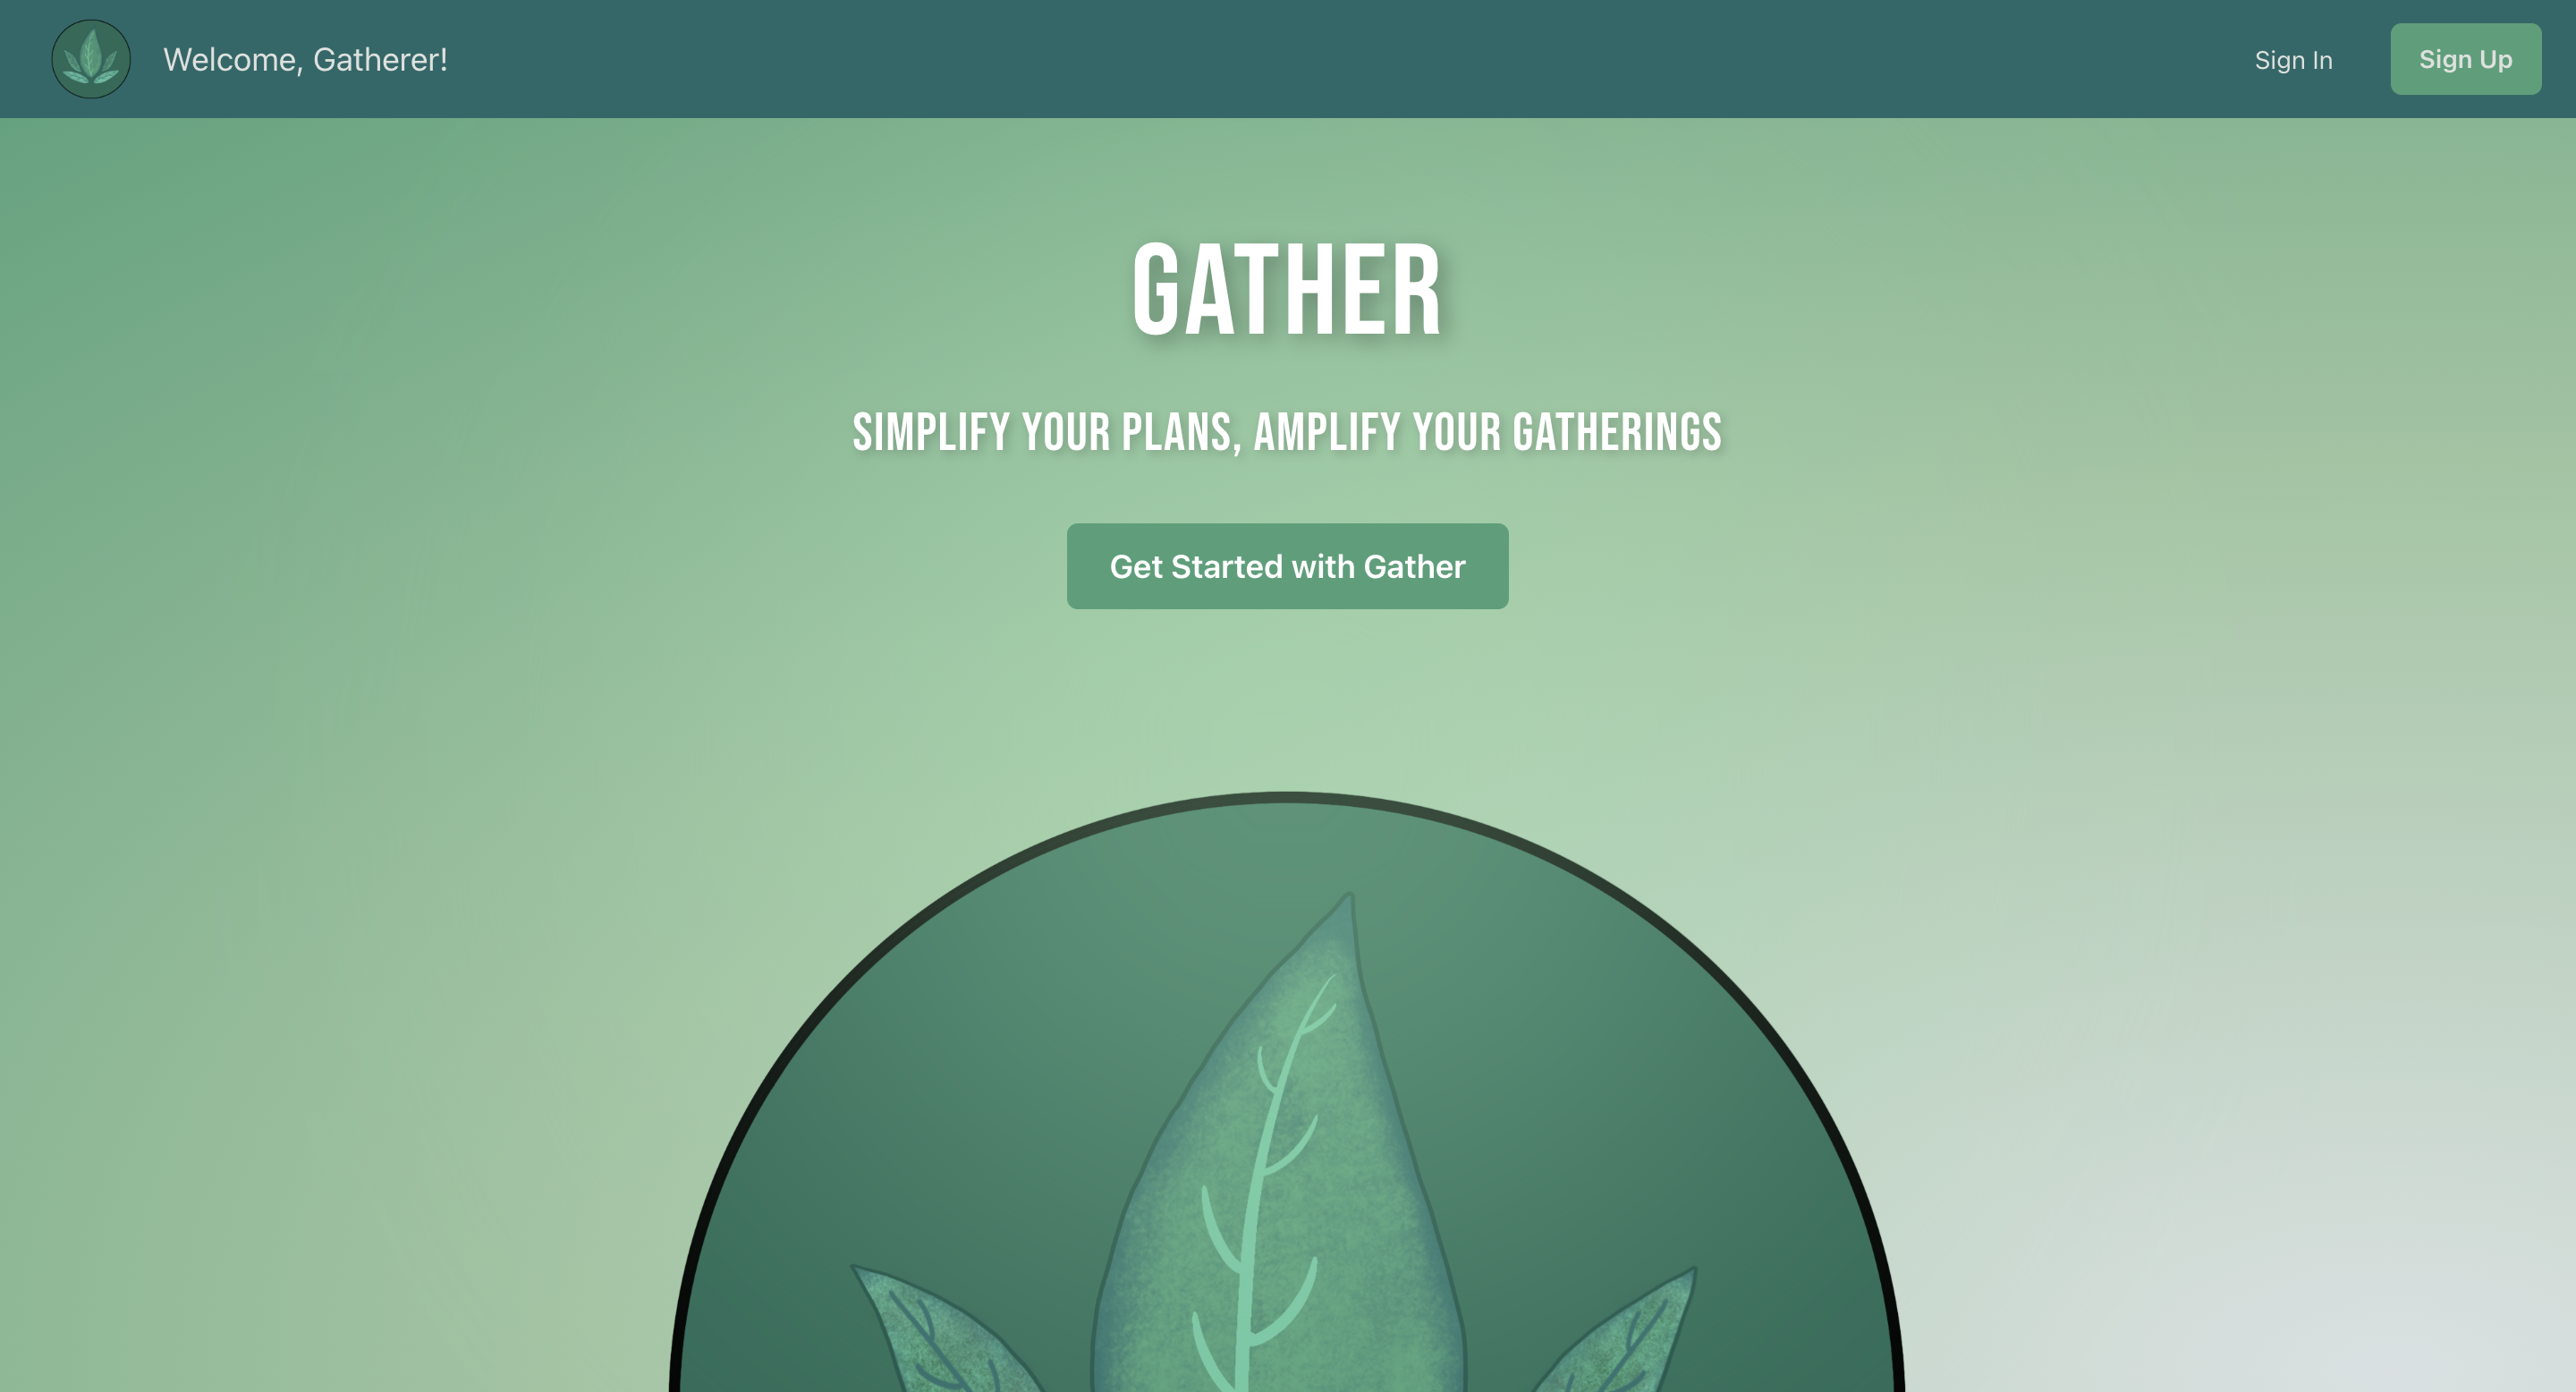 Welcome, Gatherer!
Sign In
Sign Up
GATHER
SIMPLIFY YOUR PLANS, AMPLIFY YOUR GATHERINGS
Get Started with Gather